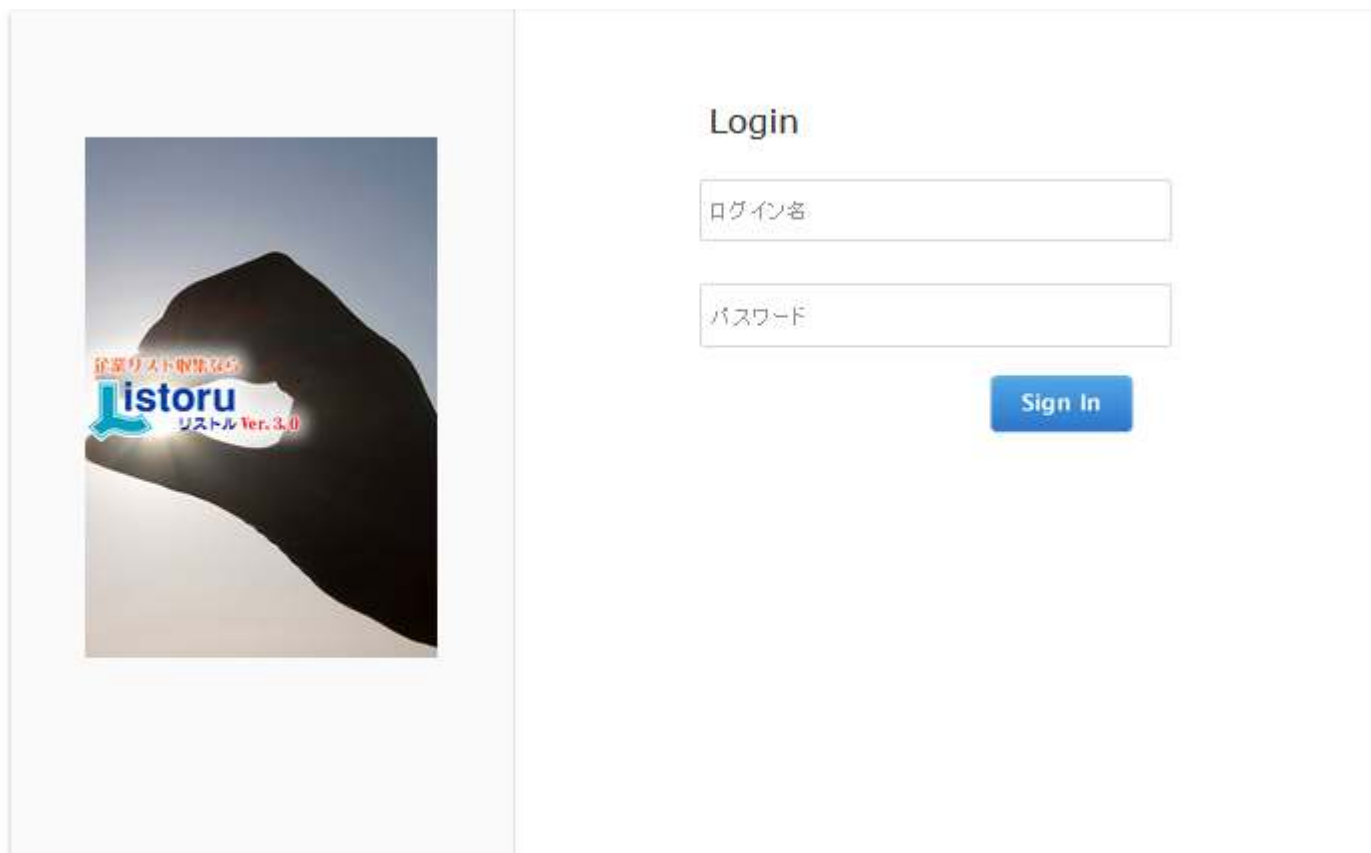 企業リスト収集なら
Listoru
リストル Ver. 3.0
Login
ログイン名
パスワード
Sign In